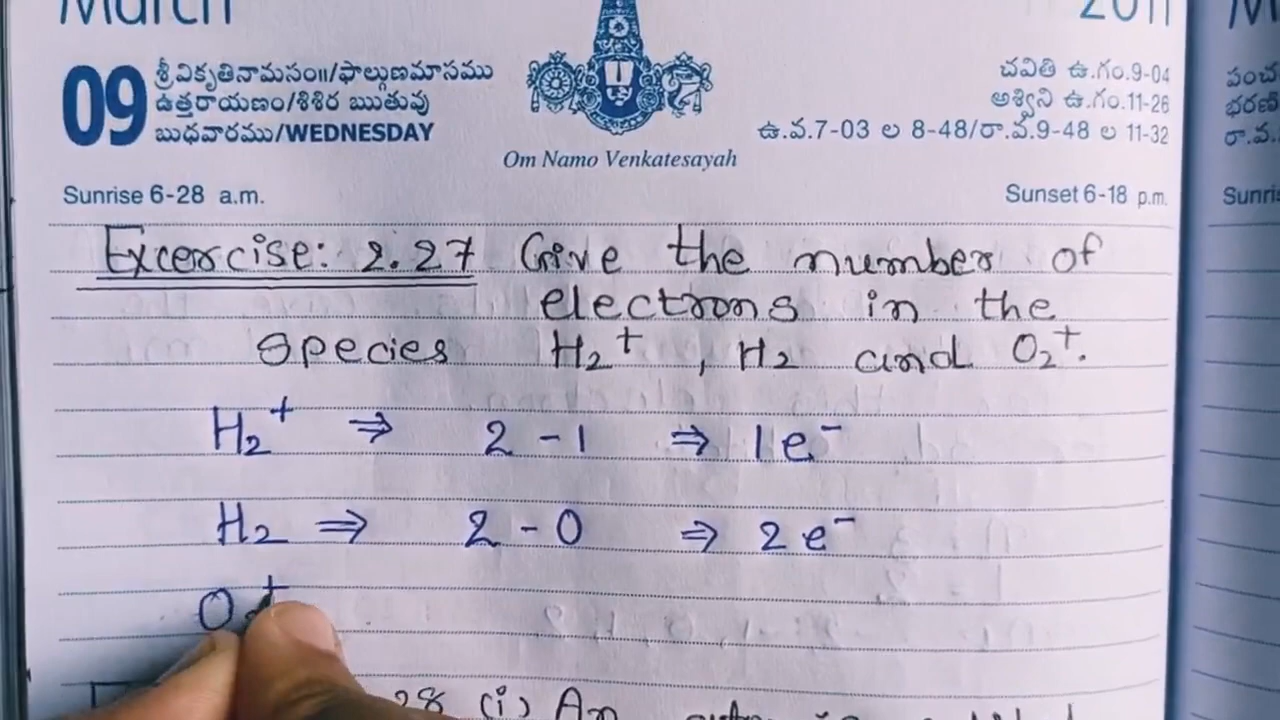 March 2011
09 శ్రీవికృతినామసం॥/ఫాల్గుణమాసము
ఉత్తరాయణం/శిశిర ఋతువు
బుధవారము/WEDNESDAY
చవితి ఉ.గం.9-04
అశ్విని ఉ.గం.11-26
ఉ.వ.7-03 ల 8-48/రా.వ.9-48 ల 11-32
Om Namo Venkatesayah
Sunrise 6-28 a.m. Sunset 6-18 p.m.
Excercise: 2.27 Give the number of
electrons in the
species H₂⁺, H₂ and O₂⁺.
H₂⁺ ⇒ 2 - 1 ⇒ 1e⁻
H₂ ⇒ 2 - 0 ⇒ 2e⁻
O +
28 (i) An